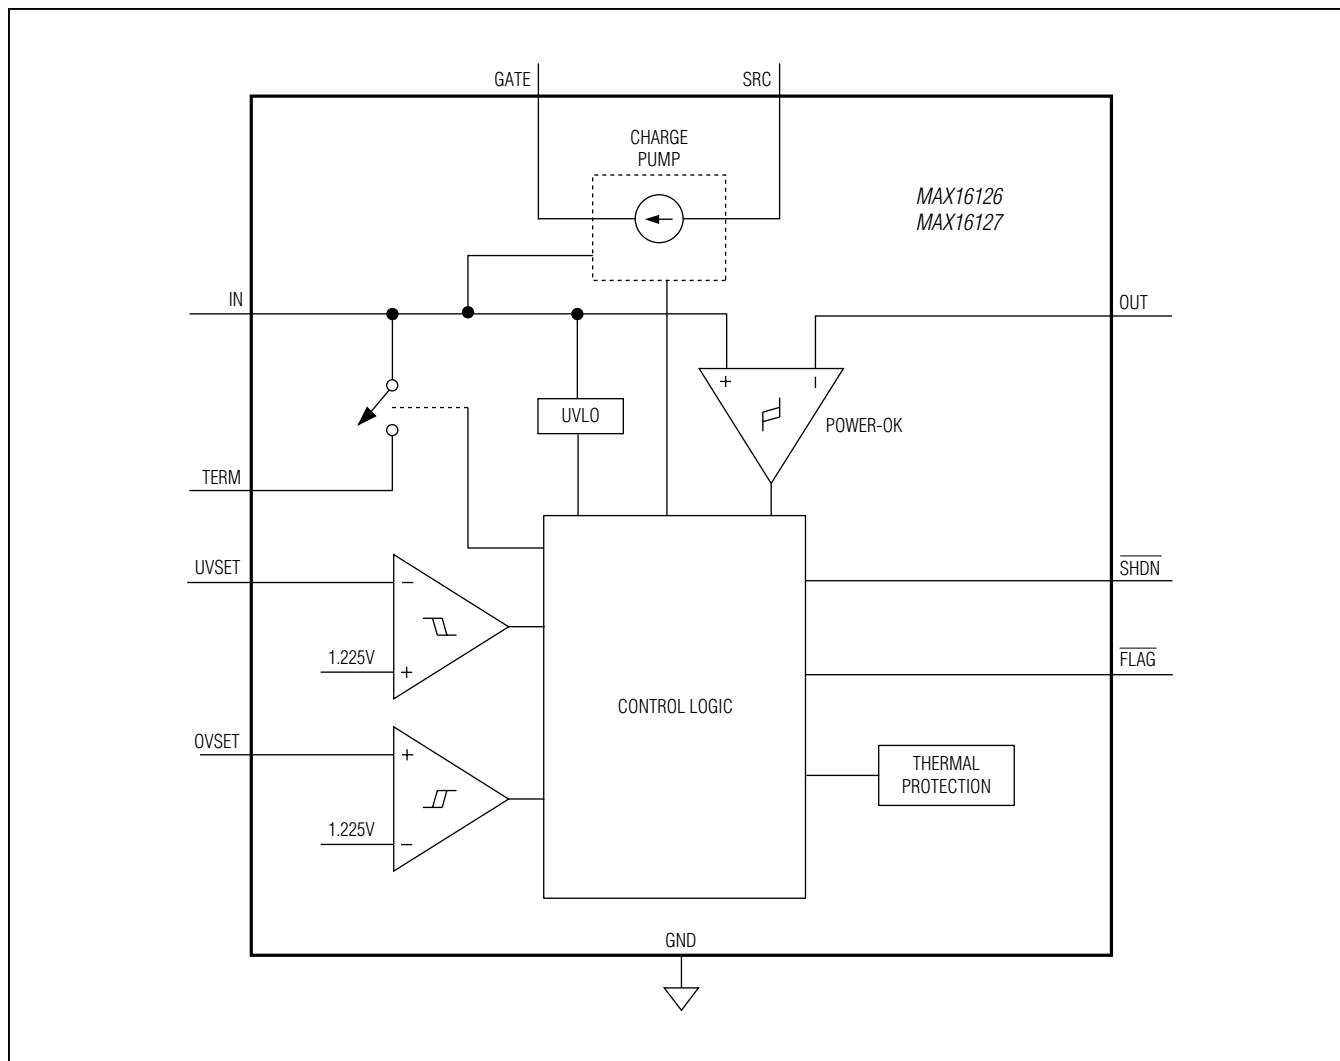 GATE
SRC
CHARGE
PUMP
MAX16126
MAX16127
IN
OUT
+
–
UVLO
POWER-OK
TERM
UVSET
–
1.225V
+
SHDN
FLAG
CONTROL LOGIC
OVSET
+
1.225V
–
THERMAL
PROTECTION
GND